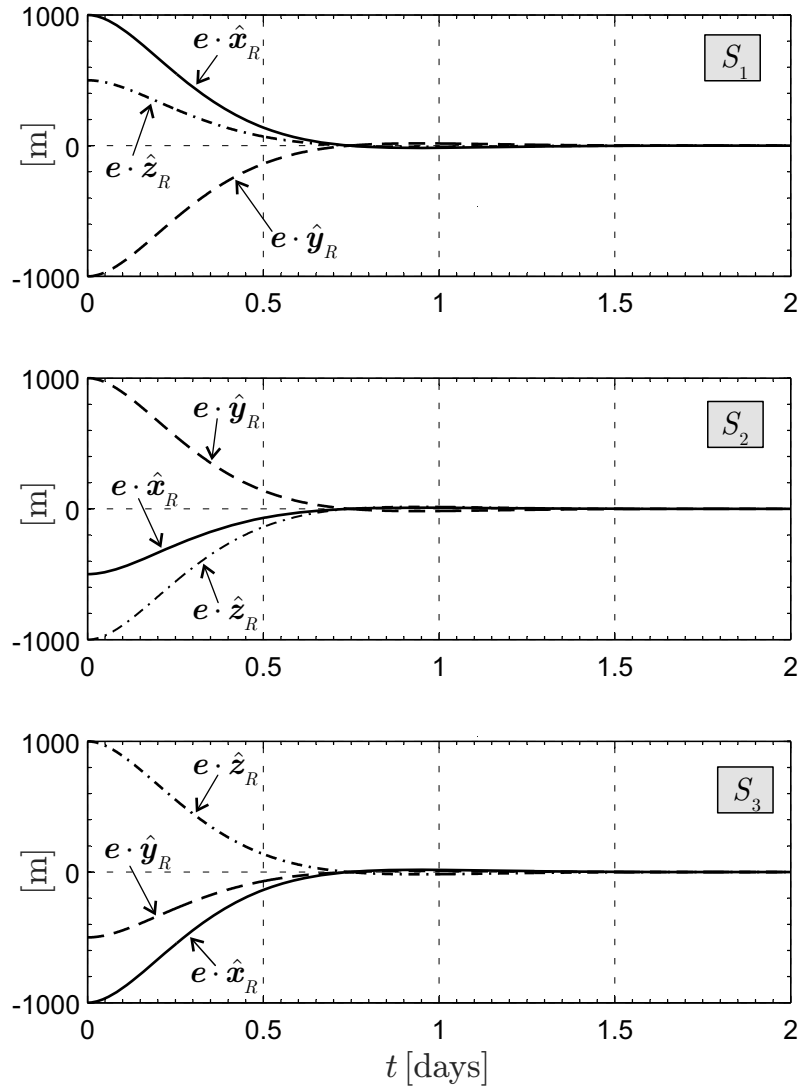 1000
e · x̂_R
S_1
e · ẑ_R
[m]
0
e · ŷ_R
-1000
0 0.5 1 1.5 2
1000
e · ŷ_R
S_2
e · x̂_R
[m]
0
e · ẑ_R
-1000
0 0.5 1 1.5 2
1000
e · ẑ_R
S_3
e · ŷ_R
[m]
0
e · x̂_R
-1000
0 0.5 1 1.5 2
t [days]